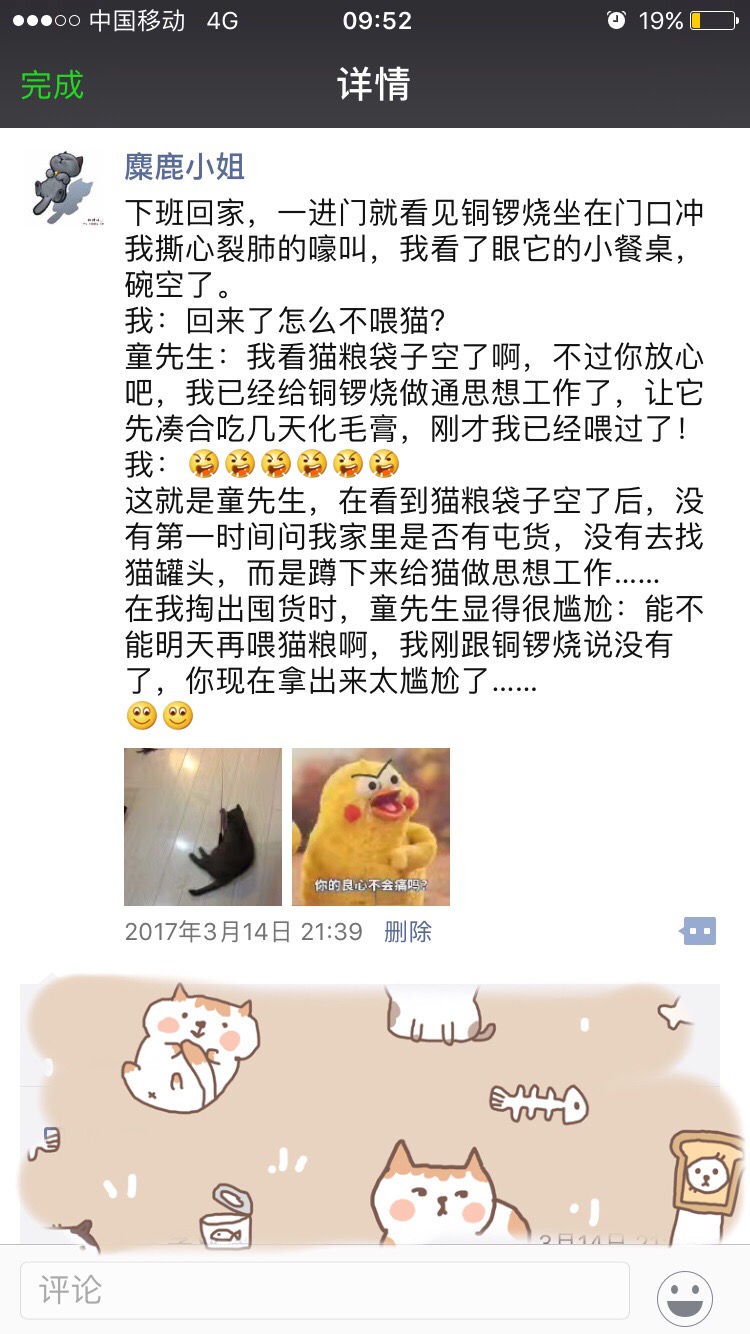 中国移动 4G 09:52 19%
完成 详情
麋鹿小姐
下班回家，一进门就看见铜锣烧坐在门口冲
我撕心裂肺的嚎叫，我看了眼它的小餐桌，
碗空了。
我：回来了怎么不喂猫？
童先生：我看猫粮袋子空了啊，不过你放心
吧，我已经给铜锣烧做通思想工作了，让它
先凑合吃几天化毛膏，刚才我已经喂过了！
我：
这就是童先生，在看到猫粮袋子空了后，没
有第一时间问我家里是否有屯货，没有去找
猫罐头，而是蹲下来给猫做思想工作……
在我掏出囤货时，童先生显得很尴尬：能不
能明天再喂猫粮啊，我刚跟铜锣烧说没有
了，你现在拿出来太尴尬了……
你的良心不会痛吗？
2017年3月14日 21:39 删除
评论